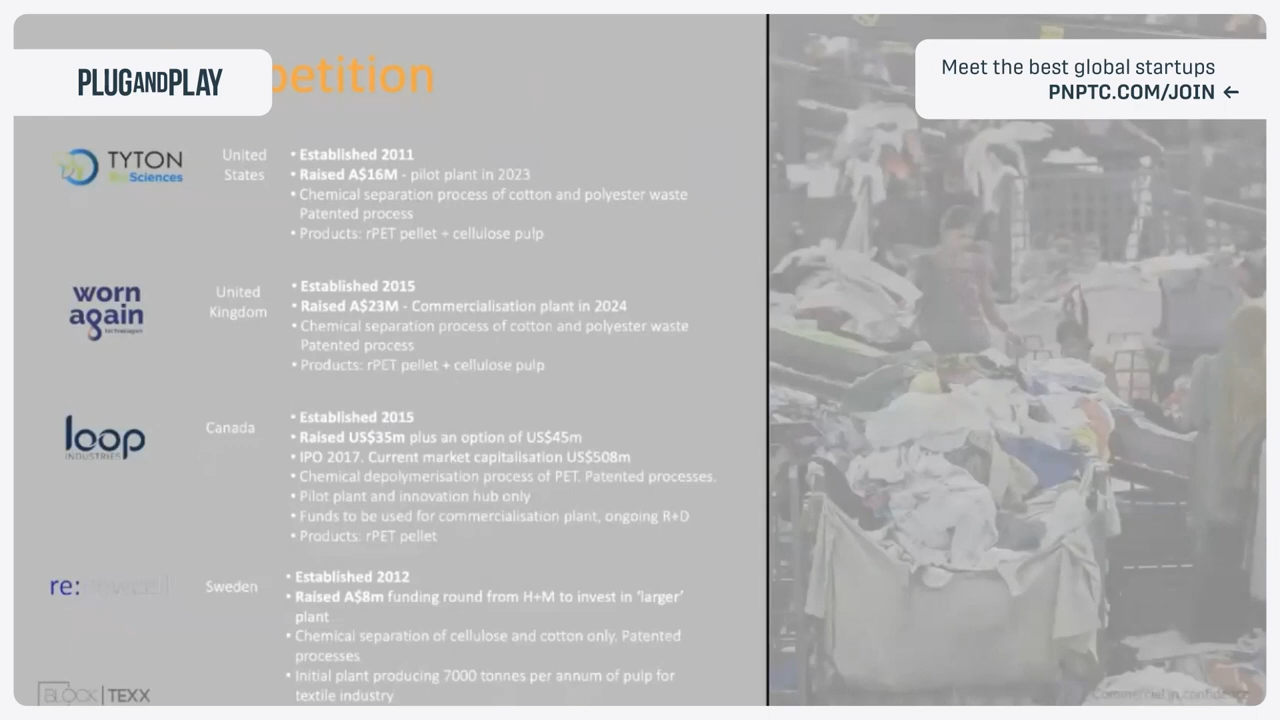 PLUGANDPLAY
petition
Meet the best global startups
PNPTC.COM/JOIN ←
TYTON
BioSciences
United
States
• Established 2011
• Raised A$16M - pilot plant in 2023
• Chemical separation process of cotton and polyester waste
Patented process
• Products: rPET pellet + cellulose pulp
worn
again
technologies
United
Kingdom
• Established 2015
• Raised A$23M - Commercialisation plant in 2024
• Chemical separation process of cotton and polyester waste
Patented process
• Products: rPET pellet + cellulose pulp
loop
INDUSTRIES
Canada
• Established 2015
• Raised US$35m plus an option of US$45m
• IPO 2017. Current market capitalisation US$508m
• Chemical depolymerisation process of PET. Patented processes.
• Pilot plant and innovation hub only
• Funds to be used for commercialisation plant, ongoing R+D
• Products: rPET pellet
re:
Sweden
• Established 2012
• Raised A$8m funding round from H+M to invest in ‘larger’
plant
• Chemical separation of cellulose and cotton only. Patented
processes
• Initial plant producing 7000 tonnes per annum of pulp for
textile industry
BLOCK|TEXX
Commercial in confidence